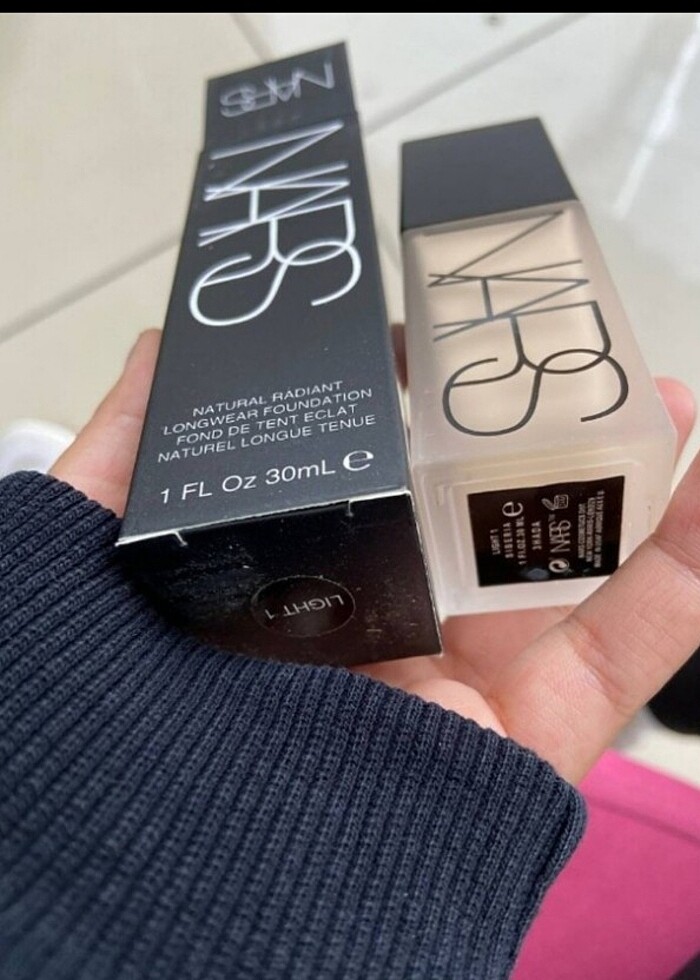 NARS
NARS
NATURAL RADIANT
LONGWEAR FOUNDATION
FOND DE TENT ECLAT
NATUREL LONGUE TENUE
1 FL Oz 30mL e
LIGHT 1
NARS
LIGHT 1
NARS